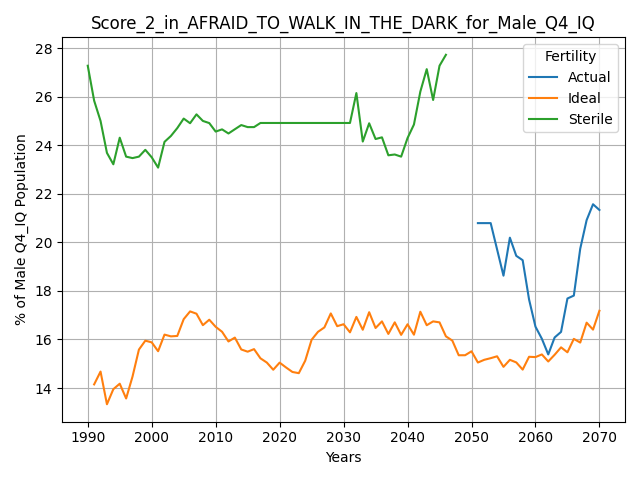 Score_2_in_AFRAID_TO_WALK_IN_THE_DARK_for_Male_Q4_IQ
Fertility
Actual
Ideal
Sterile
% of Male Q4_IQ Population
28
26
24
22
20
18
16
14
1990 2000 2010 2020 2030 2040 2050 2060 2070
Years